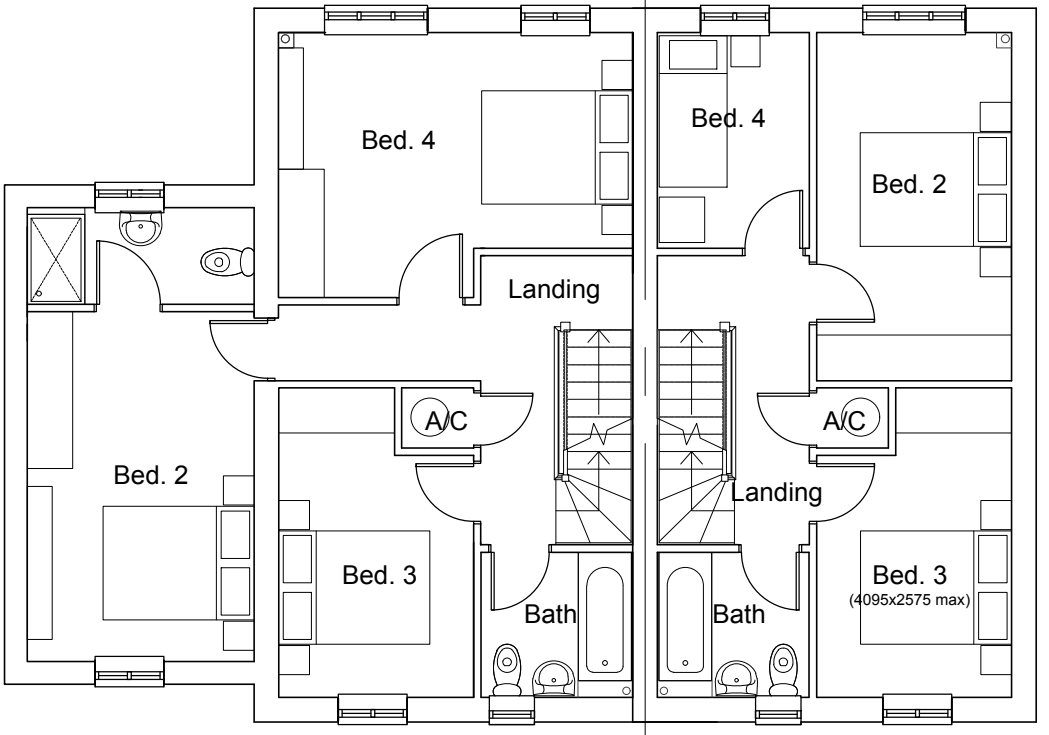 Bed. 4
Bed. 4
Bed. 2
Landing
A/C
A/C
Bed. 2
Landing
Bed. 3
Bed. 3
(4095x2575 max)
Bath
Bath